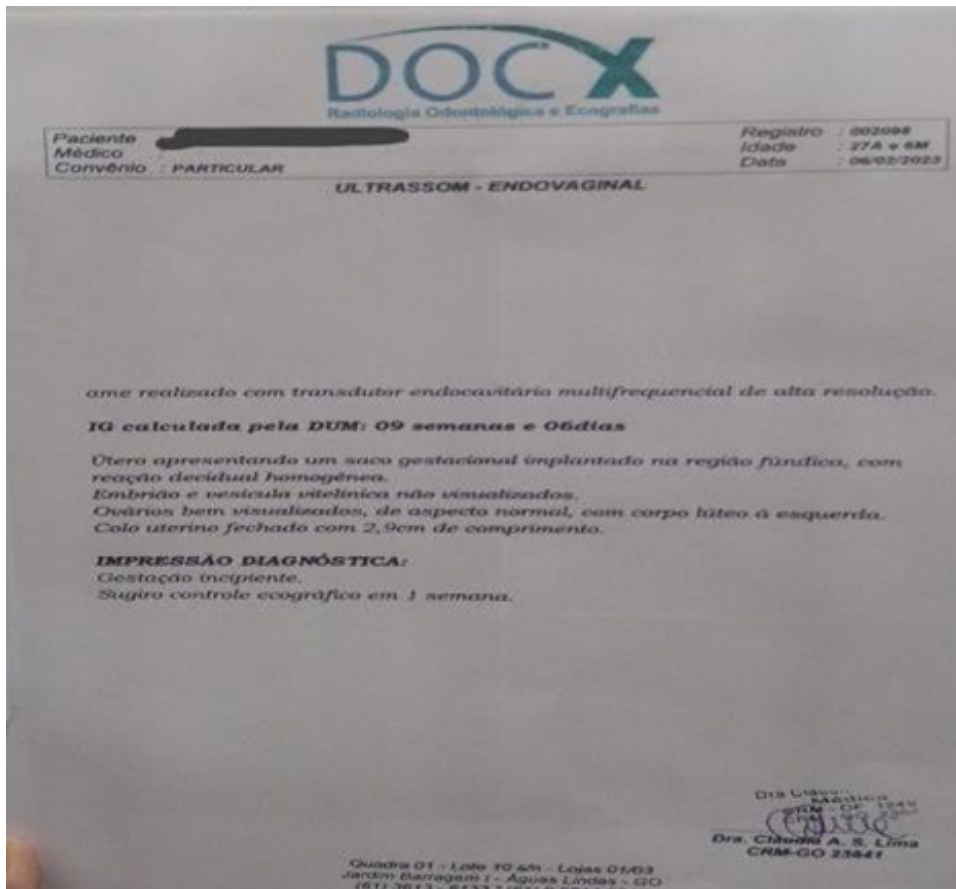 DOCX
Radiologia Odontológica e Ecografias
Paciente
Registro : 002098
Médico :
Idade : 27A e 6M
Convênio : PARTICULAR
Data : 06/02/2023
ULTRASSOM - ENDOVAGINAL
ame realizado com transdutor endocavitário multifrequencial de alta resolução.
IG calculada pela DUM: 09 semanas e 06dias
Útero apresentando um saco gestacional implantado na região fúndica, com
reação decidual homogênea.
Embrião e vesícula vitelínica não visualizados.
Ovários bem visualizados, de aspecto normal, com corpo lúteo à esquerda.
Colo uterino fechado com 2,9cm de comprimento.
IMPRESSÃO DIAGNÓSTICA:
Gestação incipiente.
Sugiro controle ecográfico em 1 semana.
Médica
Dra. Cláudia A. S. Lima
CRM-GO 23641
Quadra 01 - Lote 10 s/n - Lojas 01/03
Jardim Barragem I - Águas Lindas - GO